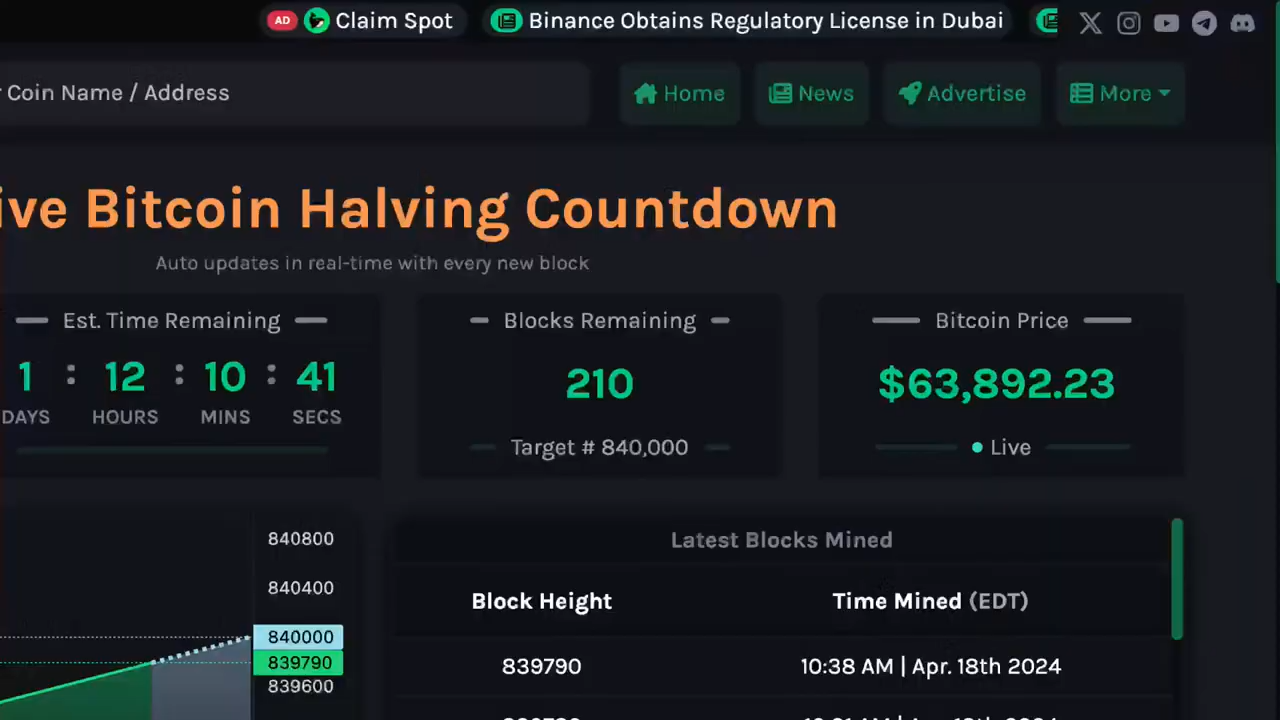 AD Claim Spot Binance Obtains Regulatory License in Dubai
Coin Name / Address
Home News Advertise More
ive Bitcoin Halving Countdown
Auto updates in real-time with every new block
Est. Time Remaining
1 : 12 : 10 : 41
DAYS HOURS MINS SECS
Blocks Remaining
210
Target # 840,000
Bitcoin Price
$63,892.23
Live
840800
840400
840000
839790
839600
Latest Blocks Mined
Block Height Time Mined (EDT)
839790 10:38 AM | Apr. 18th 2024